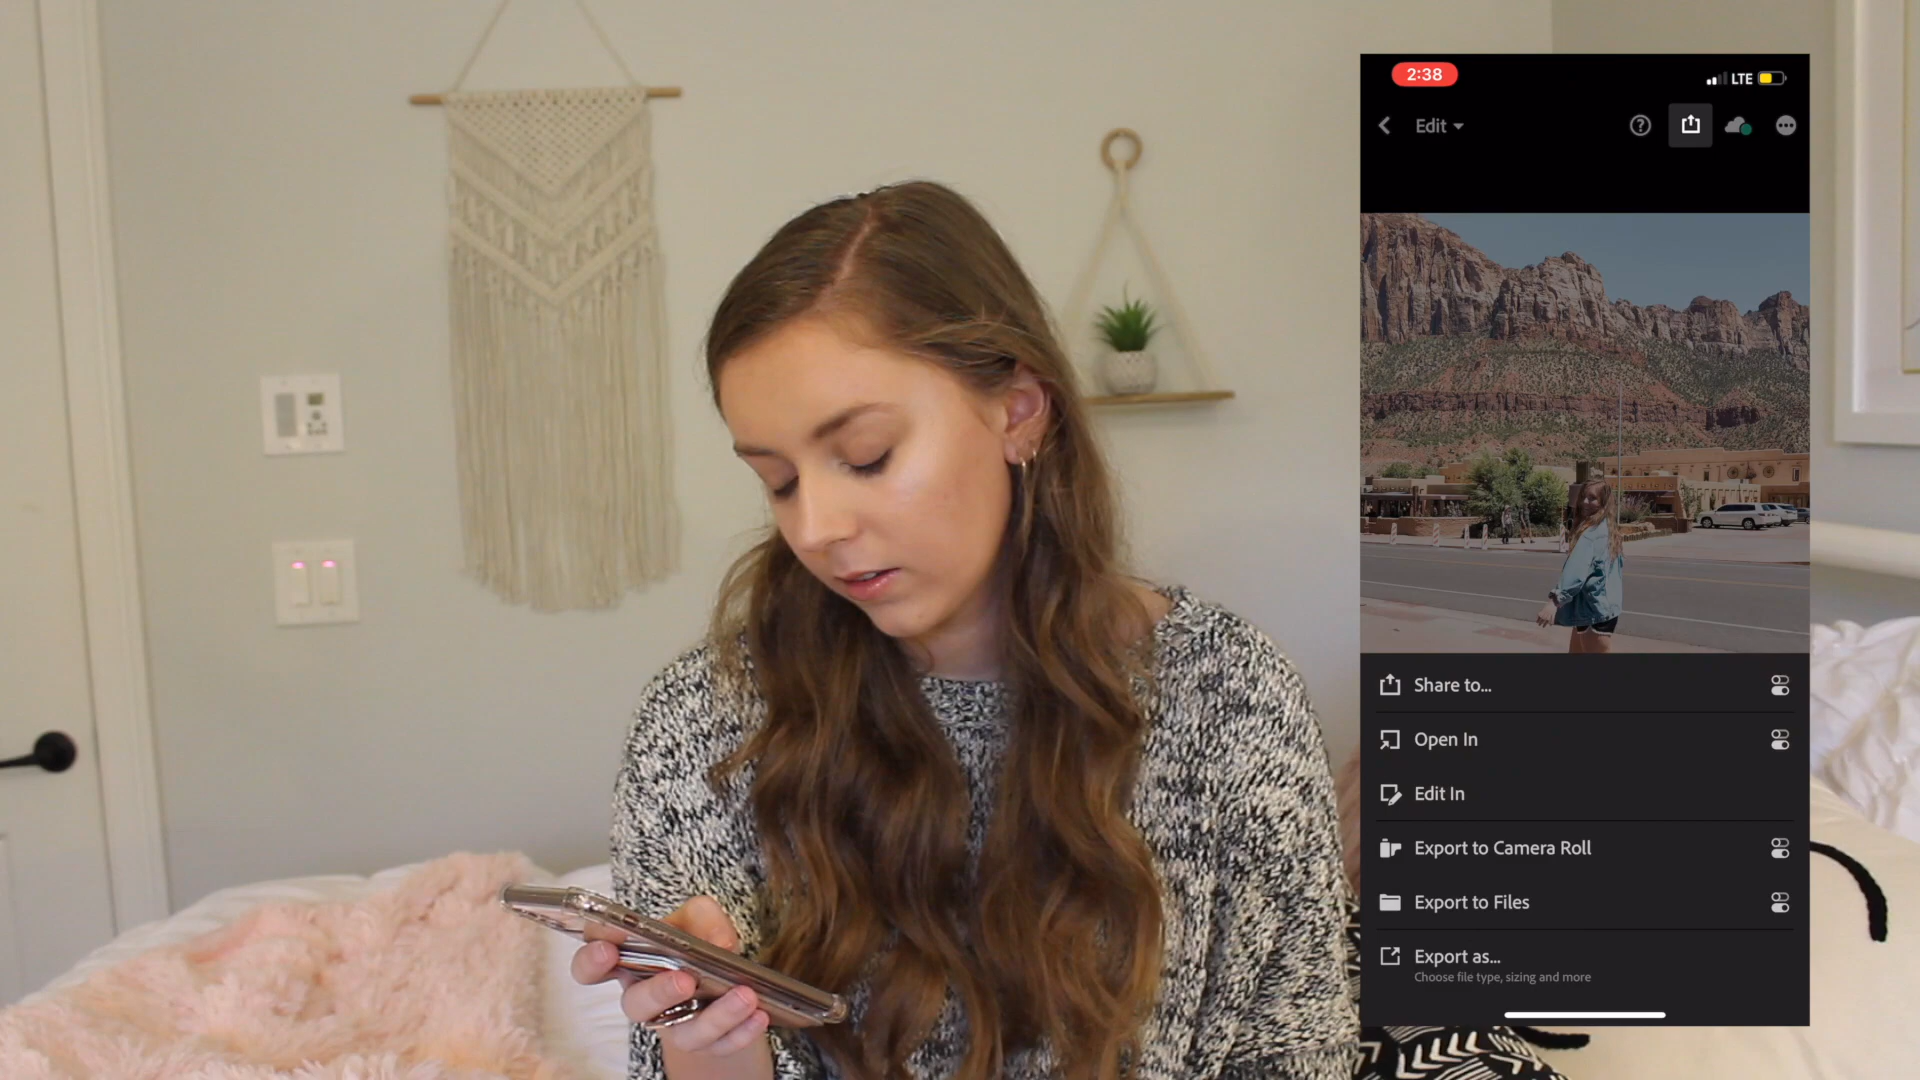 2:38
LTE
Edit
Share to...
Open In
Edit In
Export to Camera Roll
Export to Files
Export as...
Choose file type, sizing and more